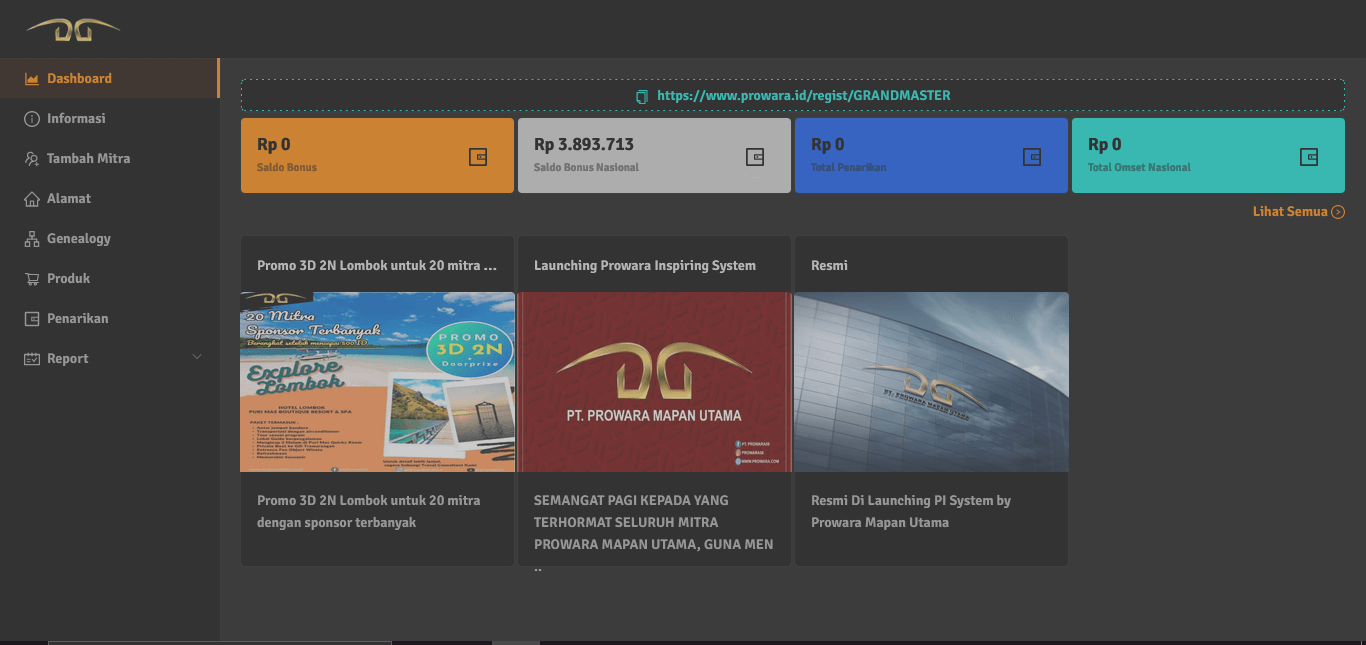 Dashboard
Informasi
Tambah Mitra
Alamat
Genealogy
Produk
Penarikan
Report
https://www.prowara.id/regist/GRANDMASTER
Rp 0
Saldo Bonus
Rp 3.893.713
Saldo Bonus Nasional
Rp 0
Total Penarikan
Rp 0
Total Omset Nasional
Lihat Semua
Promo 3D 2N Lombok untuk 20 mitra ...
20 Mitra
Sponsor Terbanyak
PROMO
3D 2N
+
Doorprize
Explore
Lombok
HOTEL LOMBOK
PURI MAS BOUTIQUE RESORT & SPA
PAKET TERMASUK :
Promo 3D 2N Lombok untuk 20 mitra
dengan sponsor terbanyak
Launching Prowara Inspiring System
PT. PROWARA MAPAN UTAMA
WWW.PROWARA.COM
SEMANGAT PAGI KEPADA YANG
TERHORMAT SELURUH MITRA
PROWARA MAPAN UTAMA, GUNA MEN
..
Resmi
PT. PROWARA MAPAN UTAMA
Resmi Di Launching PI System by
Prowara Mapan Utama